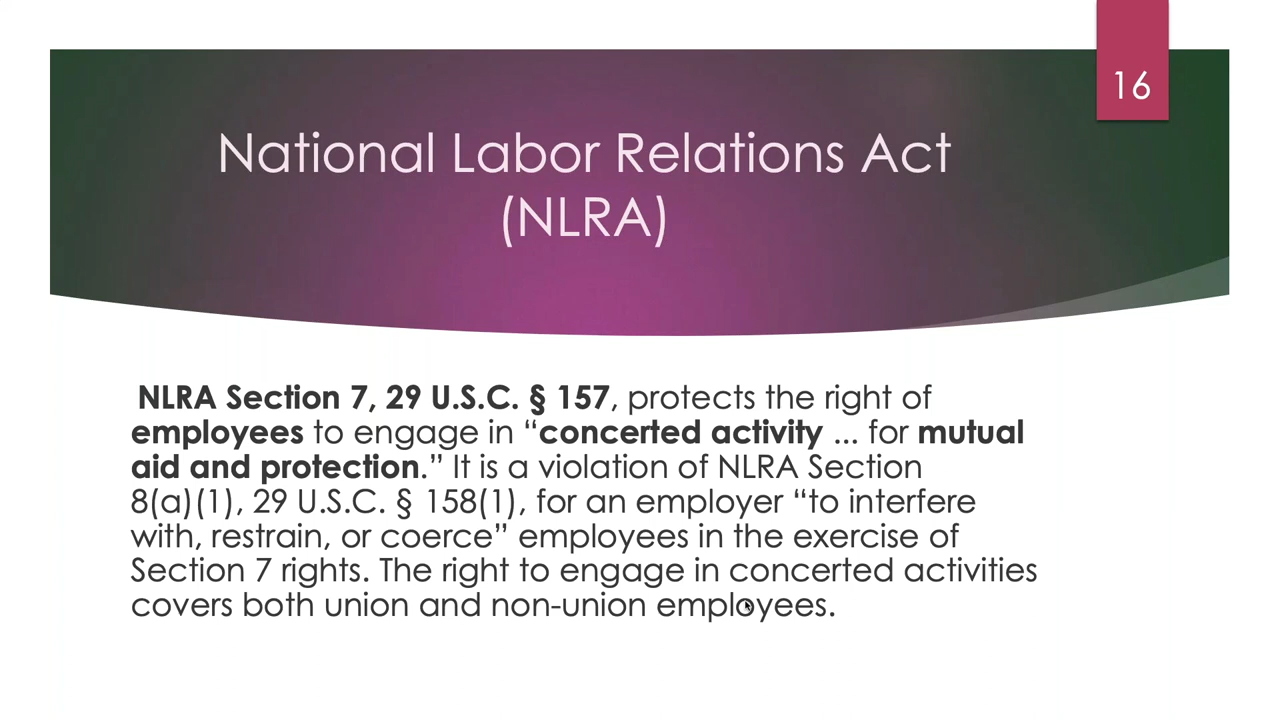 16
National Labor Relations Act
(NLRA)
NLRA Section 7, 29 U.S.C. § 157, protects the right of
employees to engage in “concerted activity ... for mutual
aid and protection.” It is a violation of NLRA Section
8(a)(1), 29 U.S.C. § 158(1), for an employer “to interfere
with, restrain, or coerce” employees in the exercise of
Section 7 rights. The right to engage in concerted activities
covers both union and non-union employees.